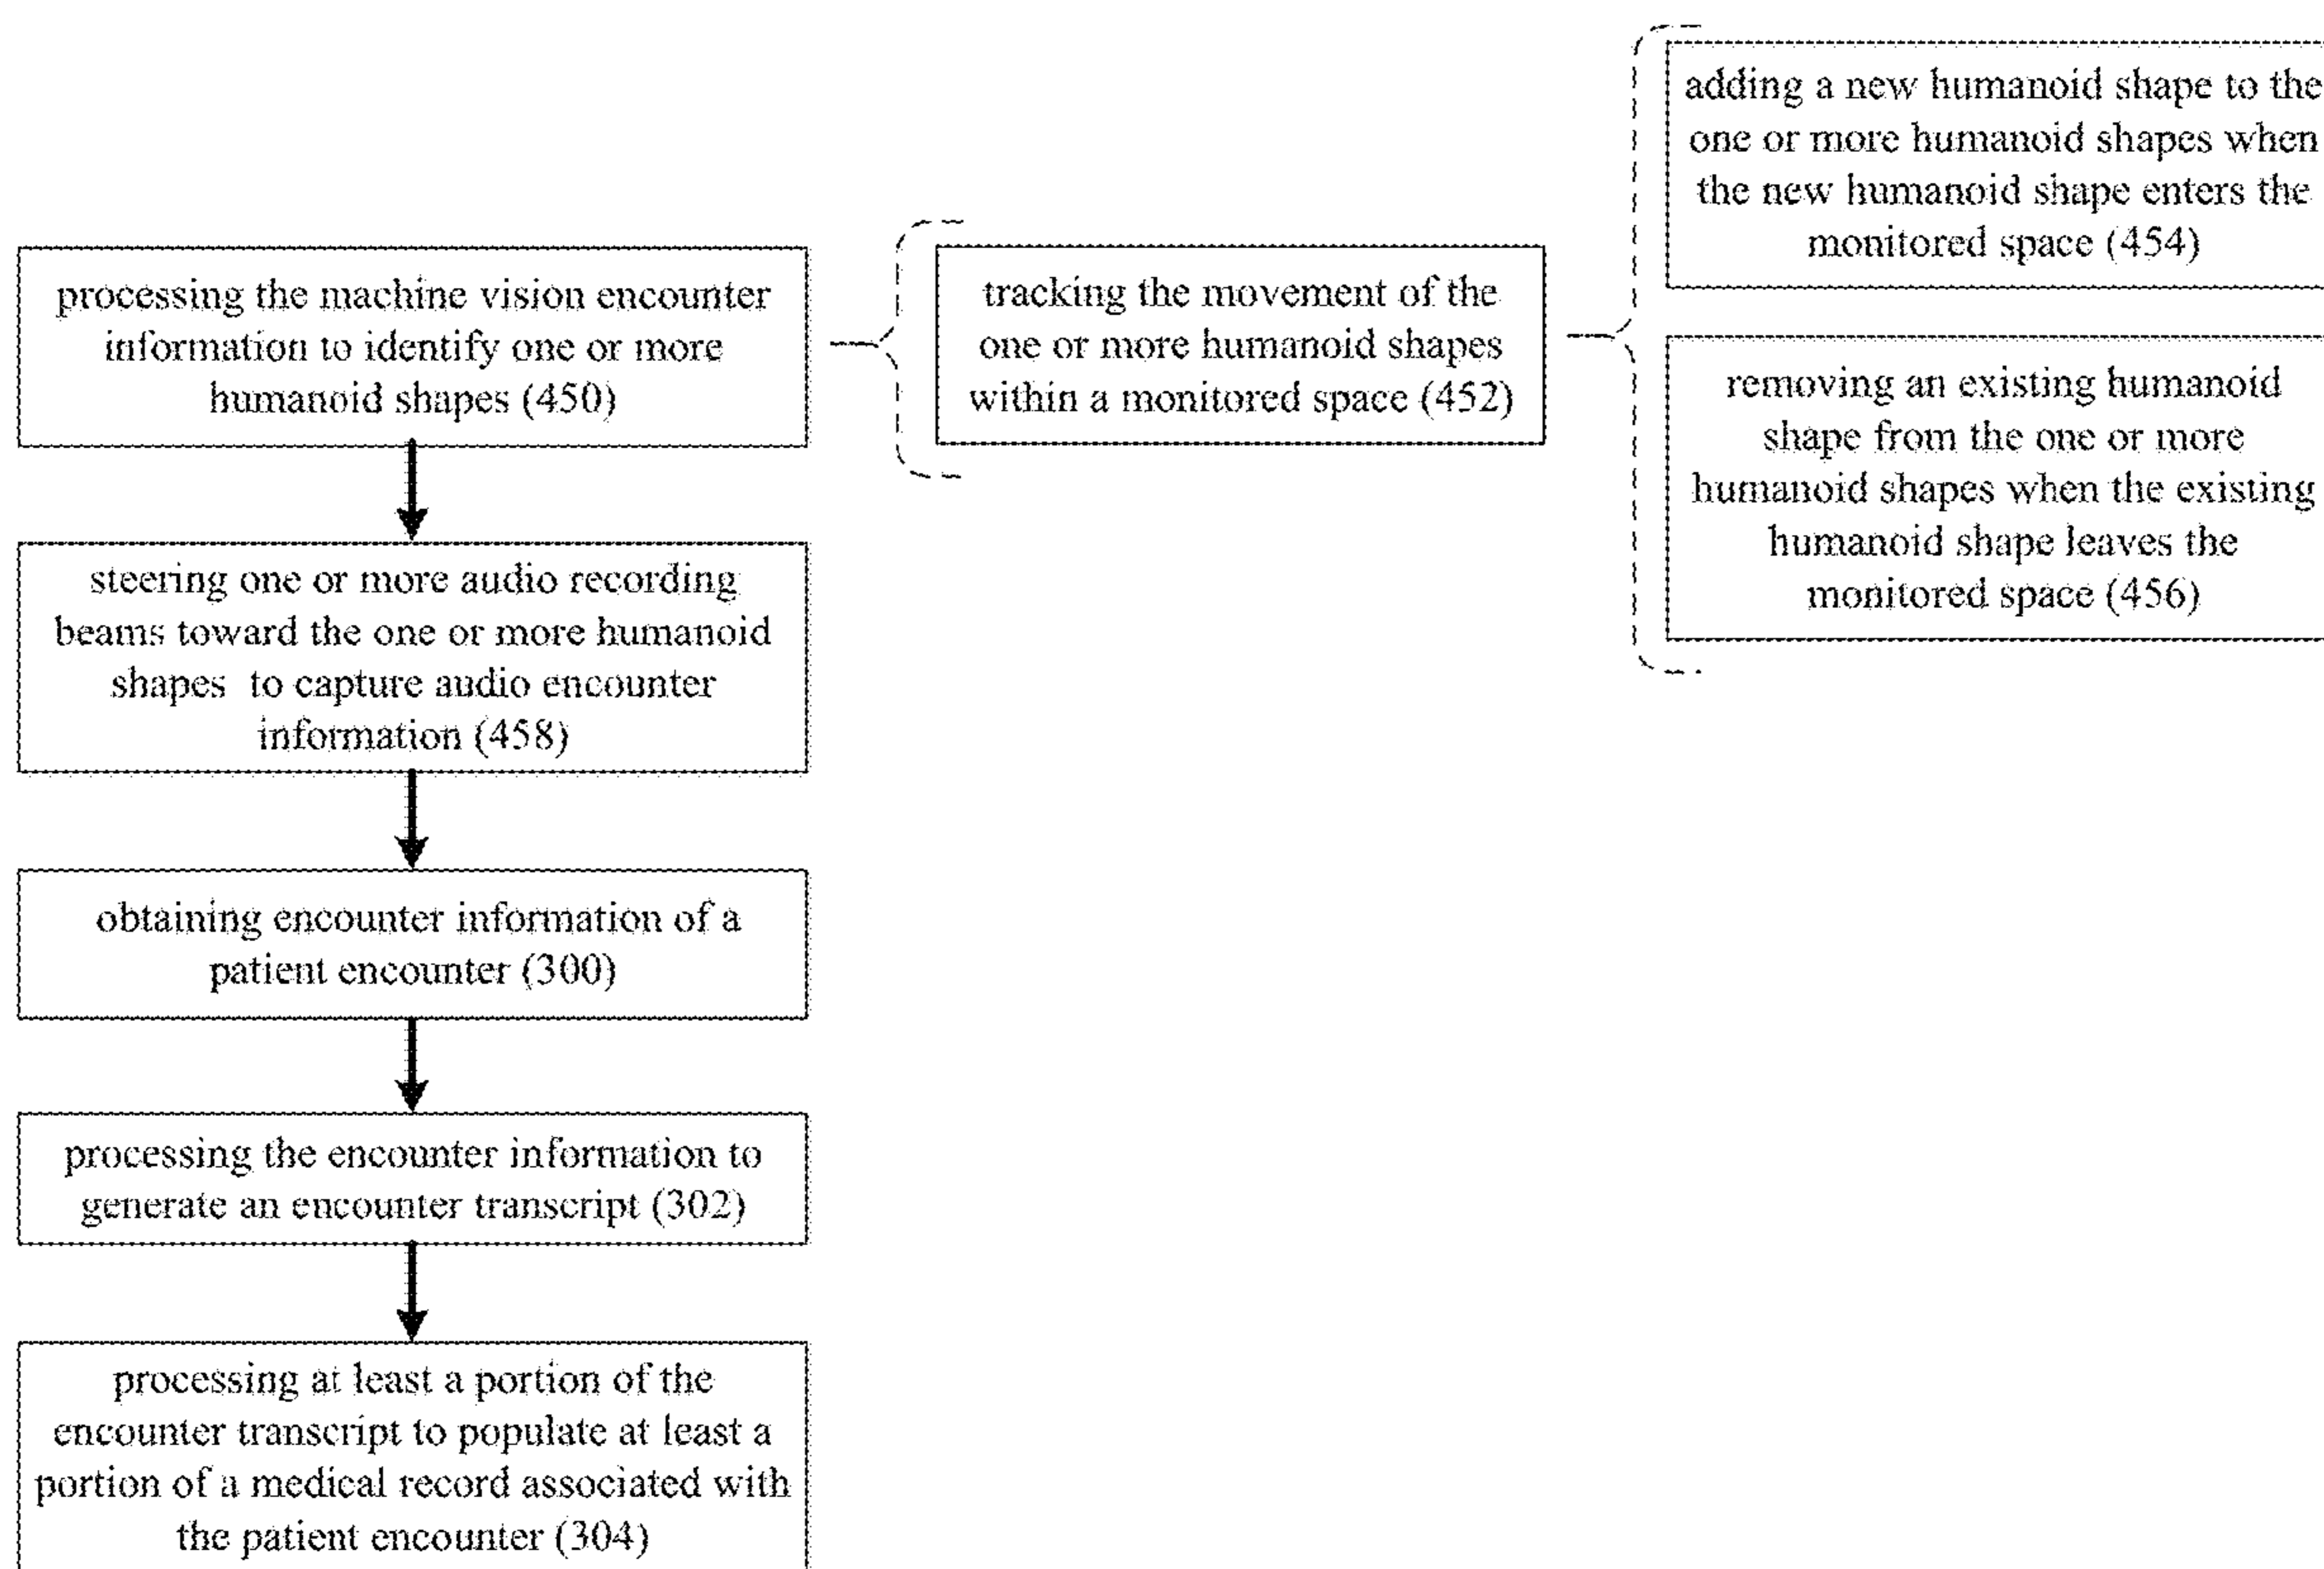 processing the machine vision encounter
information to identify one or more
humanoid shapes (450)
tracking the movement of the
one or more humanoid shapes
within a monitored space (452)
adding a new humanoid shape to the
one or more humanoid shapes when
the new humanoid shape enters the
monitored space (454)
removing an existing humanoid
shape from the one or more
humanoid shapes when the existing
humanoid shape leaves the
monitored space (456)
steering one or more audio recording
beams toward the one or more humanoid
shapes to capture audio encounter
information (458)
obtaining encounter information of a
patient encounter (300)
processing the encounter information to
generate an encounter transcript (302)
processing at least a portion of the
encounter transcript to populate at least a
portion of a medical record associated with
the patient encounter (304)